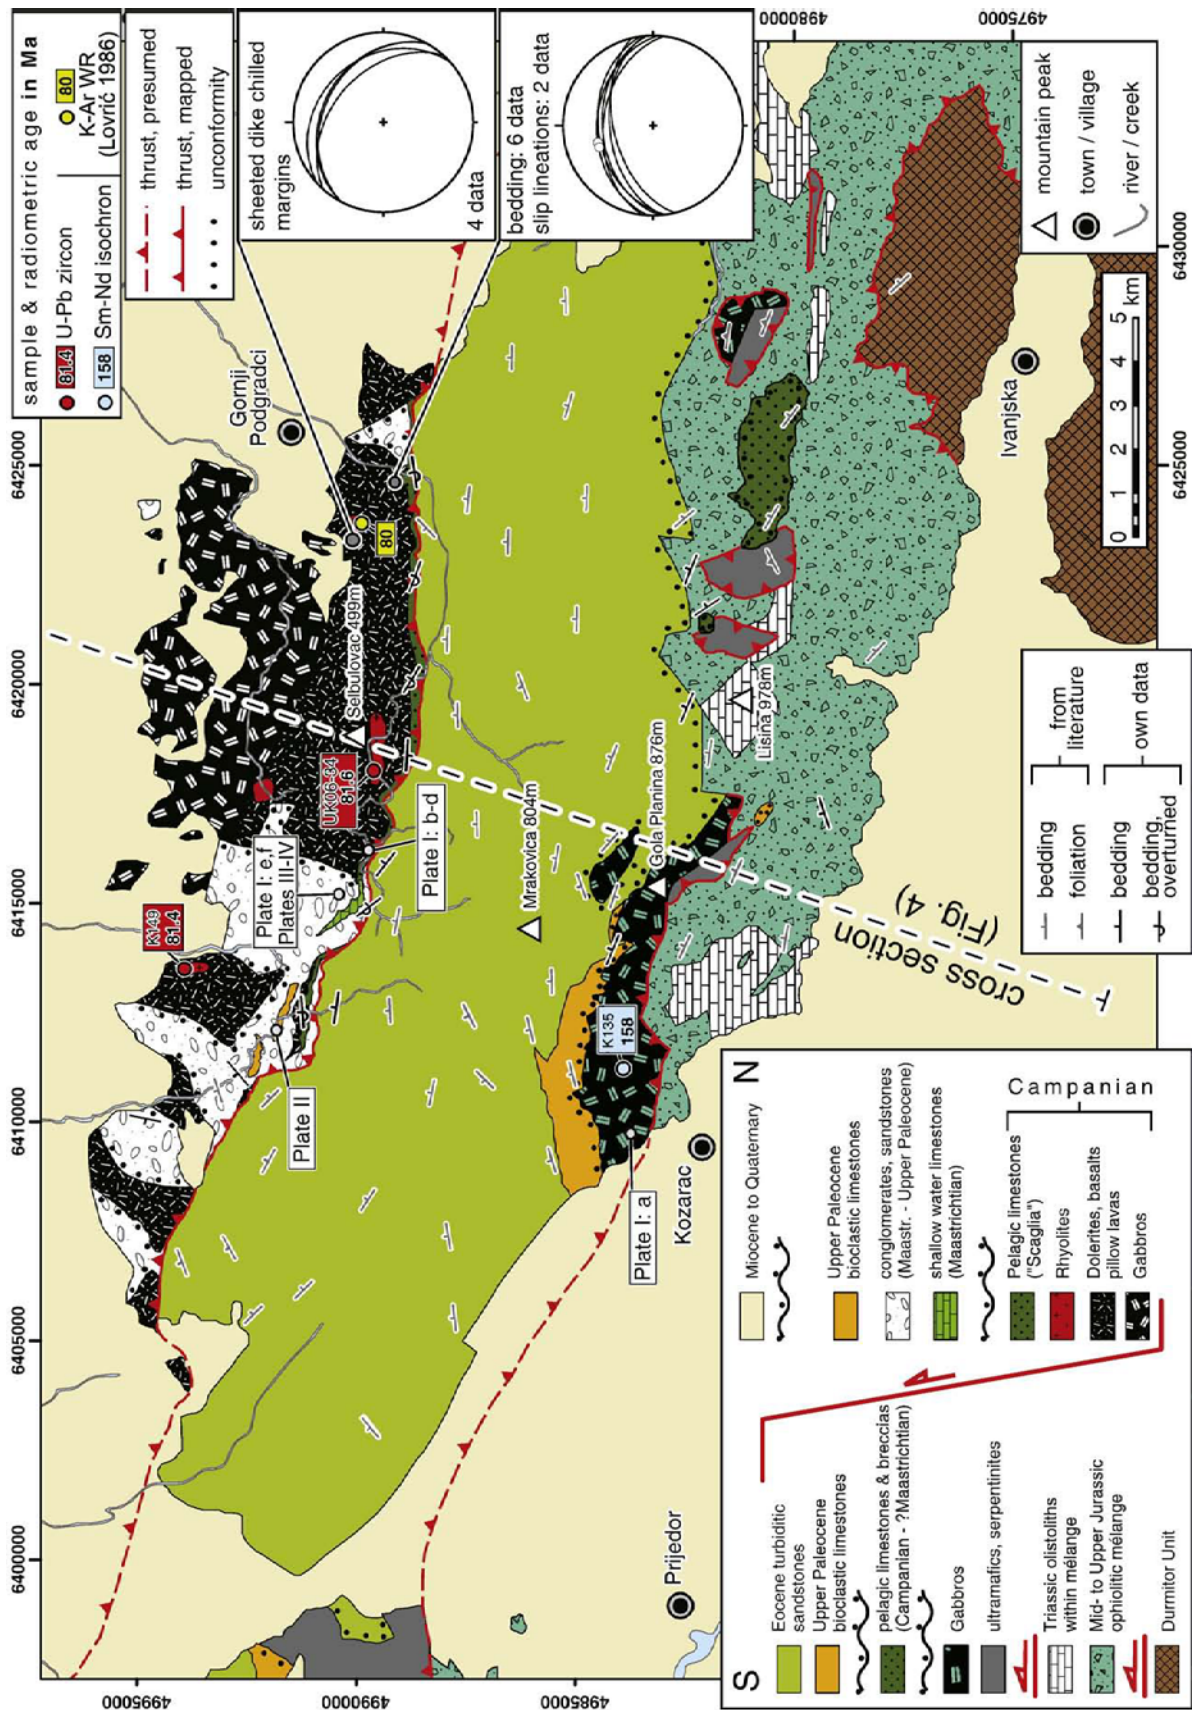 sample & radiometric age in Ma
81.4 U-Pb zircon
158 Sm-Nd isochron
80 K-Ar WR
(Lovrić 1986)
thrust, presumed
thrust, mapped
unconformity
sheeted dike chilled
margins
4 data
bedding: 6 data
slip lineations: 2 data
mountain peak
town / village
river / creek
0 1 2 3 4 5 km
6400000
6405000
6410000
6415000
6420000
6425000
6425000
6430000
4995000
4990000
4985000
4980000
4975000
Gornji
Podgradci
80
Selbulovac 499m
UK06-34
81.6
K149
81.4
Plate I: e,f
Plates III-IV
Plate I: b-d
Plate II
Plate I: a
Mrakovica 804m
Gola Planina 876m
K135
158
Lisina 978m
Kozarac
Prijedor
Ivanjska
cross section
(Fig. 4)
bedding
foliation
from
literature
bedding
bedding,
overturned
own data
S
N
Eocene turbiditic
sandstones
Upper Paleocene
bioclastic limestones
pelagic limestones & breccias
(Campanian - ?Maastrichtian)
Gabbros
ultramafics, serpentinites
Triassic olistoliths
within mélange
Mid- to Upper Jurassic
ophiolitic mélange
Durmitor Unit
Miocene to Quaternary
Upper Paleocene
bioclastic limestones
conglomerates, sandstones
(Maastr. - Upper Paleocene)
shallow water limestones
(Maastrichtian)
Pelagic limestones
("Scaglia")
Rhyolites
Dolerites, basalts
pillow lavas
Gabbros
Campanian